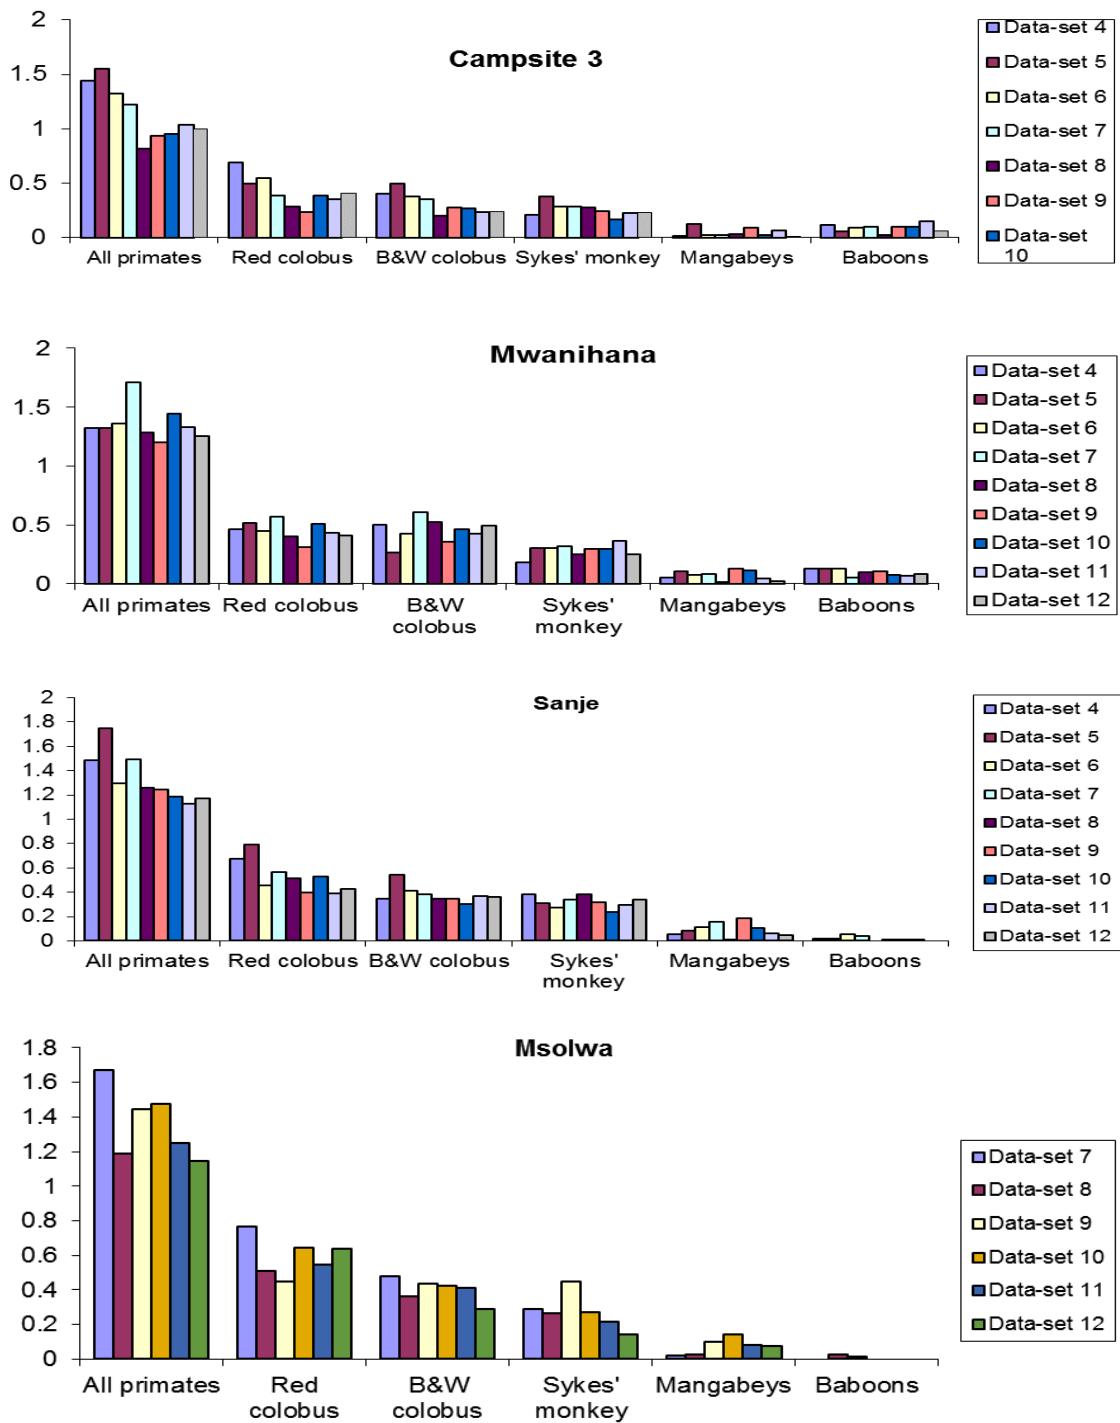 Campsite 3
2
1.5
1
0.5
0
All primates Red colobus B&W colobus Sykes' monkey Mangabeys Baboons
Data-set 4
Data-set 5
Data-set 6
Data-set 7
Data-set 8
Data-set 9
Data-set
10
Mwanihana
2
1.5
1
0.5
0
All primates Red colobus B&W colobus Sykes' monkey Mangabeys Baboons
Data-set 4
Data-set 5
Data-set 6
Data-set 7
Data-set 8
Data-set 9
Data-set 10
Data-set 11
Data-set 12
Sanje
2
1.8
1.6
1.4
1.2
1
0.8
0.6
0.4
0.2
0
All primates Red colobus B&W colobus Sykes' monkey Mangabeys Baboons
Data-set 4
Data-set 5
Data-set 6
Data-set 7
Data-set 8
Data-set 9
Data-set 10
Data-set 11
Data-set 12
Msolwa
1.8
1.6
1.4
1.2
1
0.8
0.6
0.4
0.2
0
All primates Red colobus B&W colobus Sykes' monkey Mangabeys Baboons
Data-set 7
Data-set 8
Data-set 9
Data-set 10
Data-set 11
Data-set 12